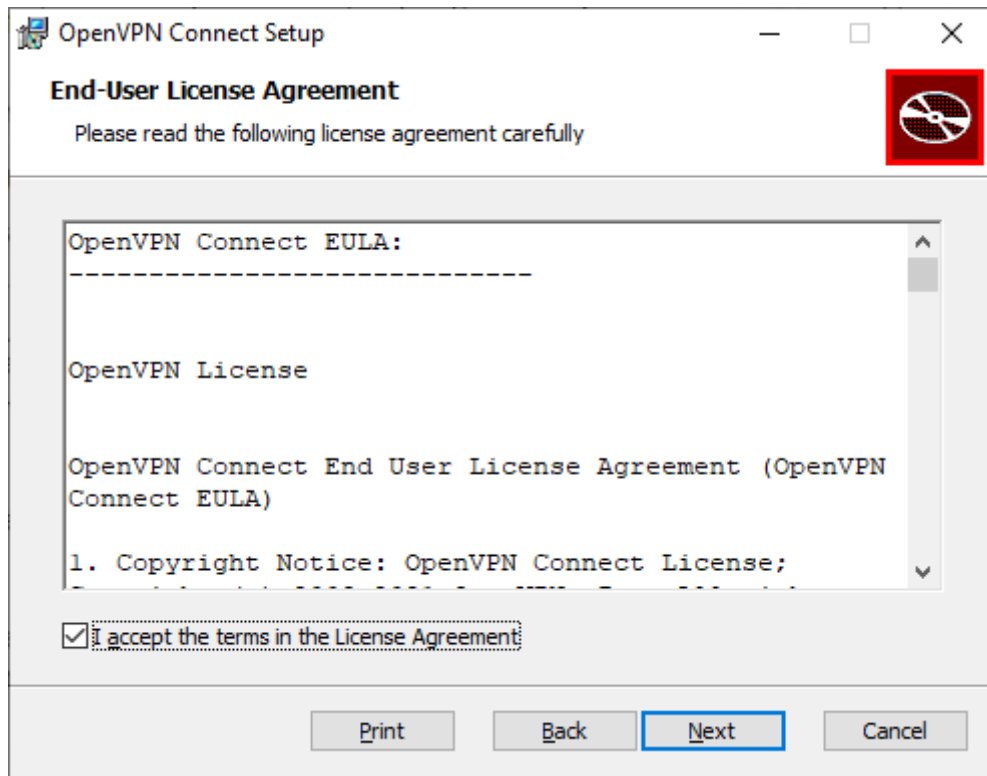 OpenVPN Connect Setup
End-User License Agreement
Please read the following license agreement carefully
OpenVPN Connect EULA:
-----------------------------
OpenVPN License
OpenVPN Connect End User License Agreement (OpenVPN
Connect EULA)
1. Copyright Notice: OpenVPN Connect License;
I accept the terms in the License Agreement
Print
Back
Next
Cancel